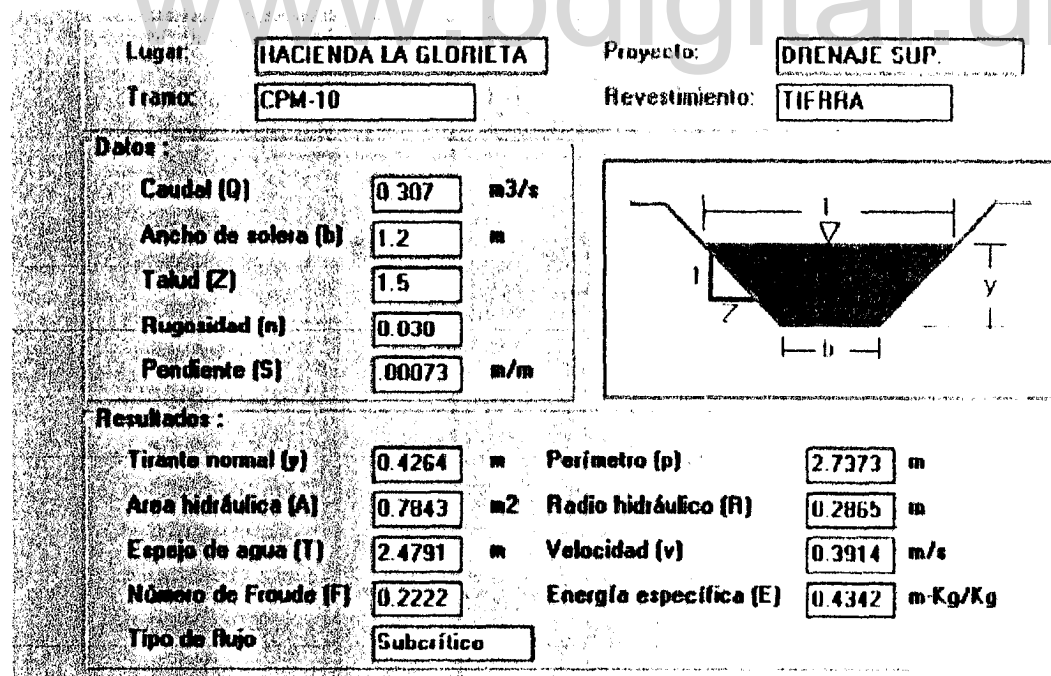 www.bdigital.u
Lugar: HACIENDA LA GLORIETA Proyecto: DRENAJE SUP.
Tramo: CPM-10 Revestimiento: TIERRA
Datos :
Caudal (Q) 0.307 m3/s
Ancho de solera (b) 1.2 m
Talud (Z) 1.5
Rugosidad (n) 0.030
Pendiente (S) .00073 m/m
T
1
Z
y
b
Resultados :
Tirante normal (y) 0.4264 m Perímetro (p) 2.7373 m
Area hidráulica (A) 0.7843 m2 Radio hidráulico (R) 0.2865 m
Espejo de agua (T) 2.4791 m Velocidad (v) 0.3914 m/s
Número de Froude (F) 0.2222 Energía específica (E) 0.4342 m-Kg/Kg
Tipo de flujo Subcrítico